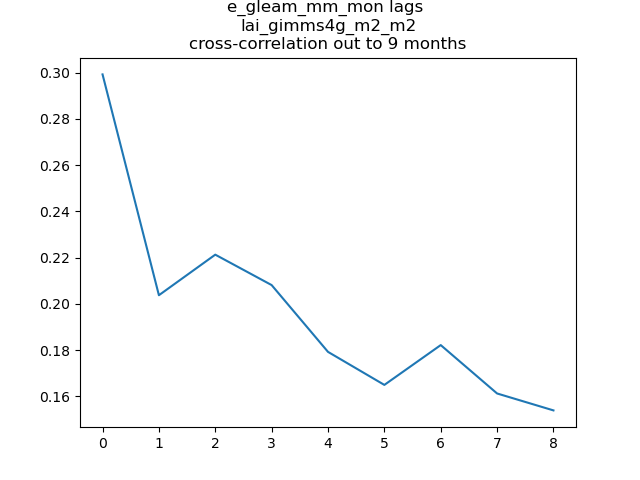 e_gleam_mm_mon lags
lai_gimms4g_m2_m2
cross-correlation out to 9 months
0.30
0.28
0.26
0.24
0.22
0.20
0.18
0.16
0 1 2 3 4 5 6 7 8